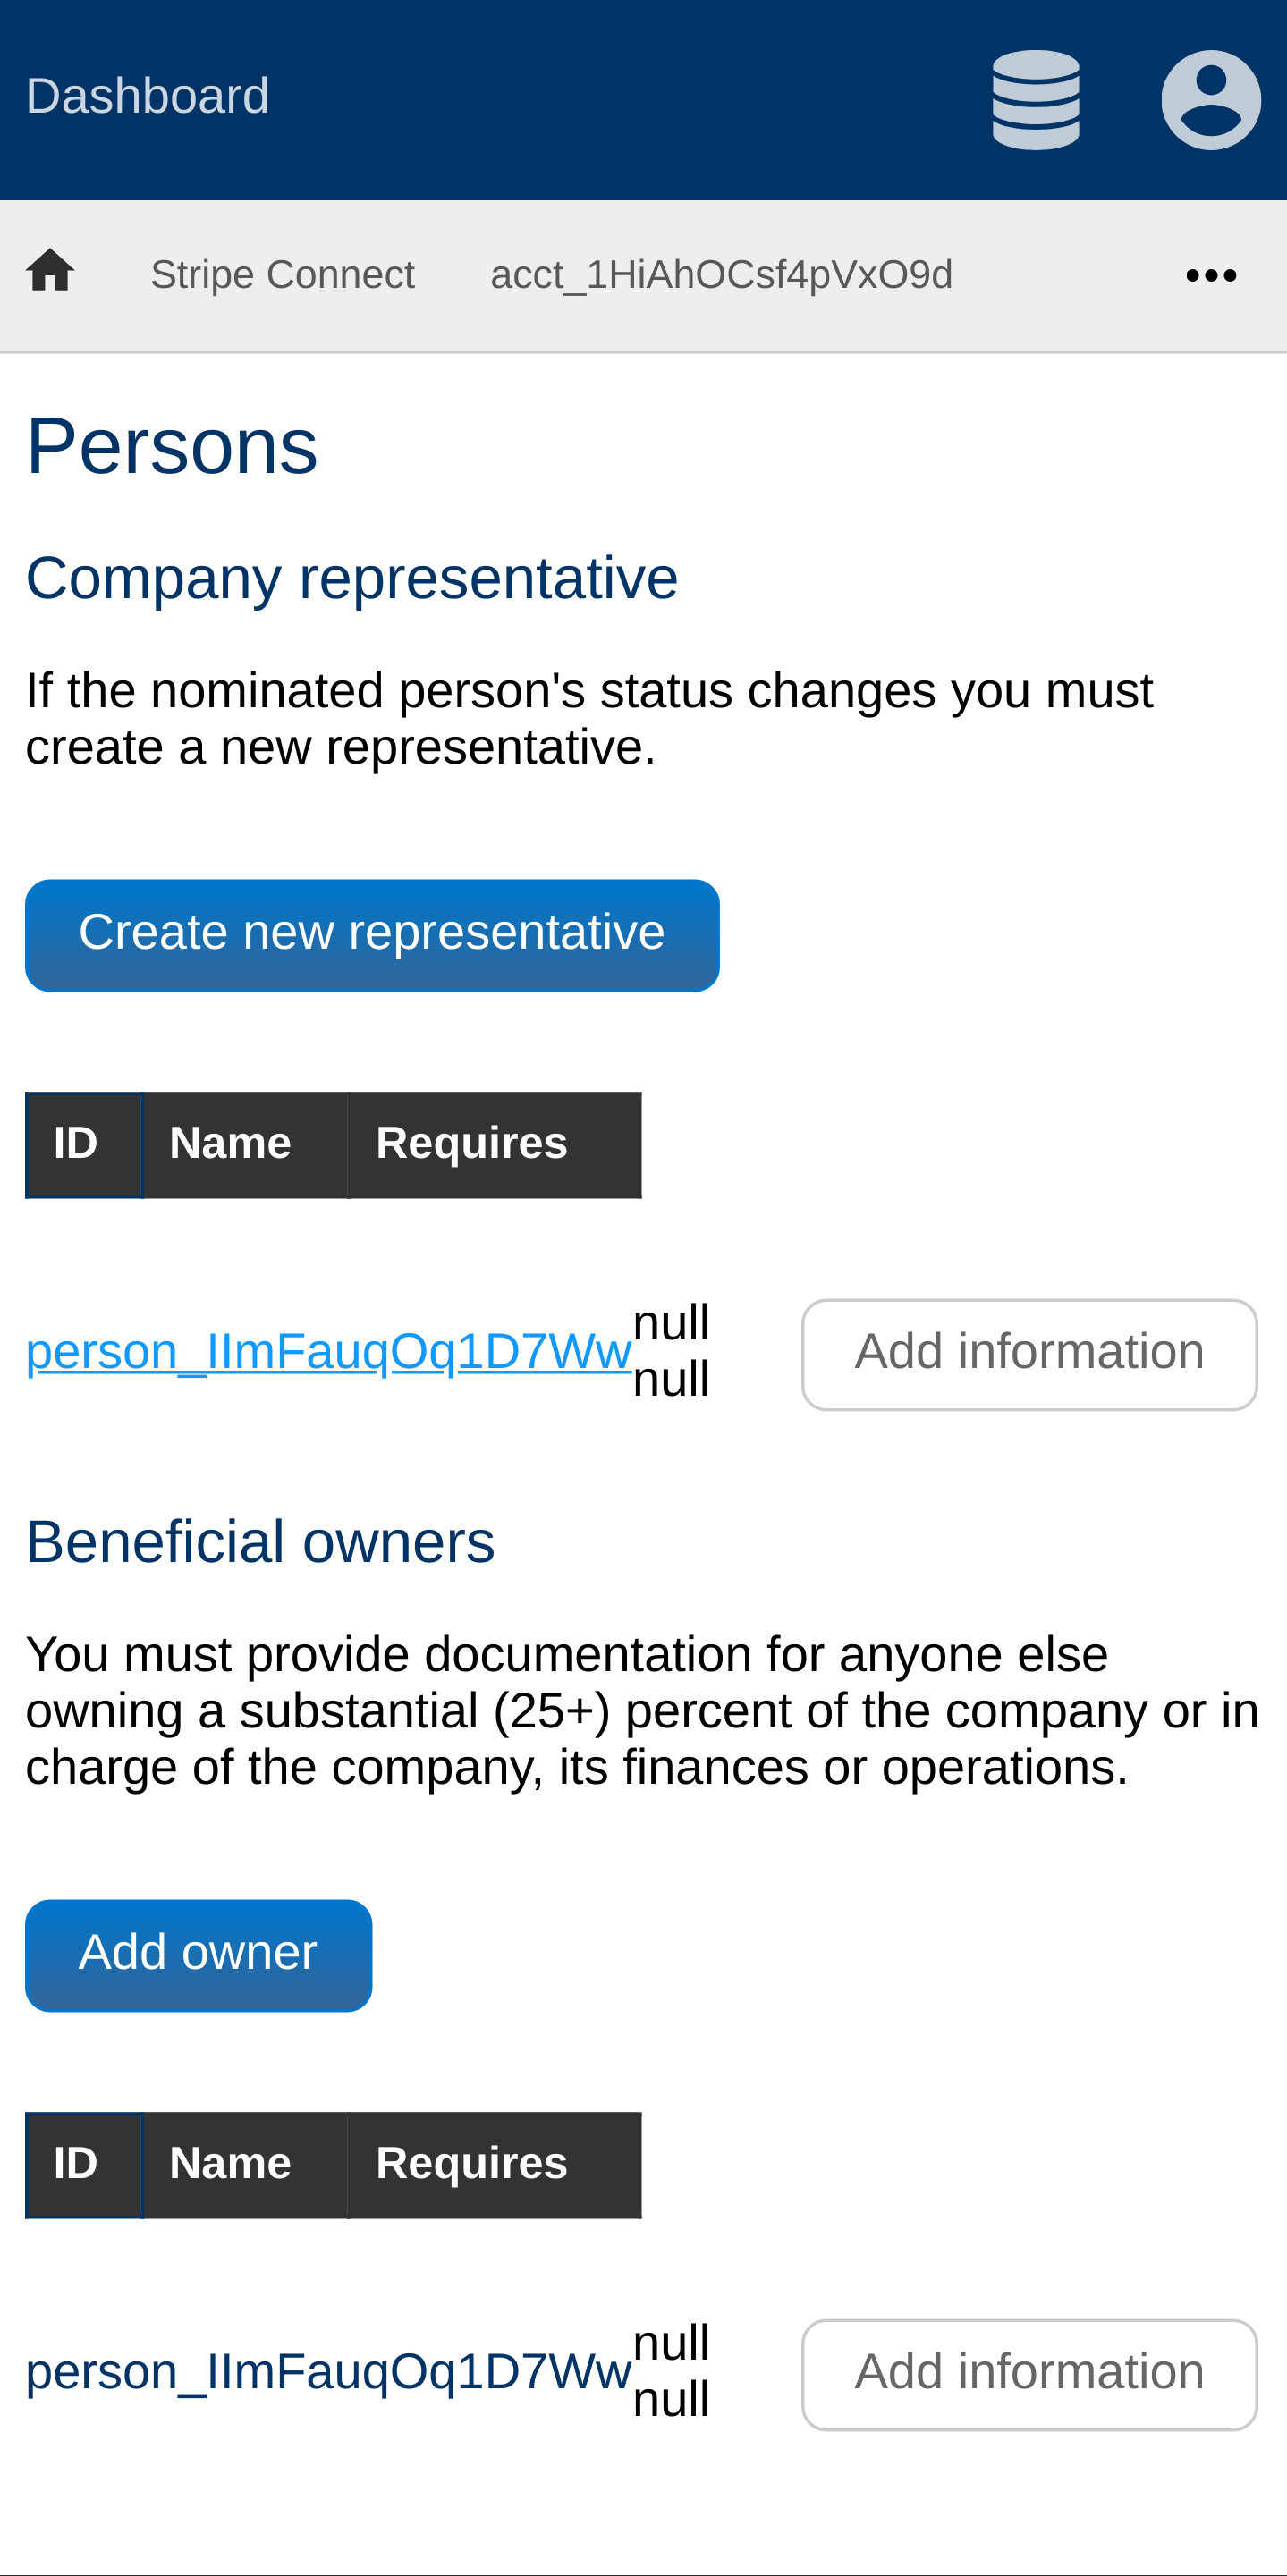 Dashboard
Stripe Connect acct_1HiAhOCsf4pVxO9d
Persons
Company representative
If the nominated person's status changes you must
create a new representative.
Create new representative
ID Name Requires
person_IImFauqOq1D7Ww null null Add information
Beneficial owners
You must provide documentation for anyone else
owning a substantial (25+) percent of the company or in
charge of the company, its finances or operations.
Add owner
ID Name Requires
person_IImFauqOq1D7Ww null null Add information